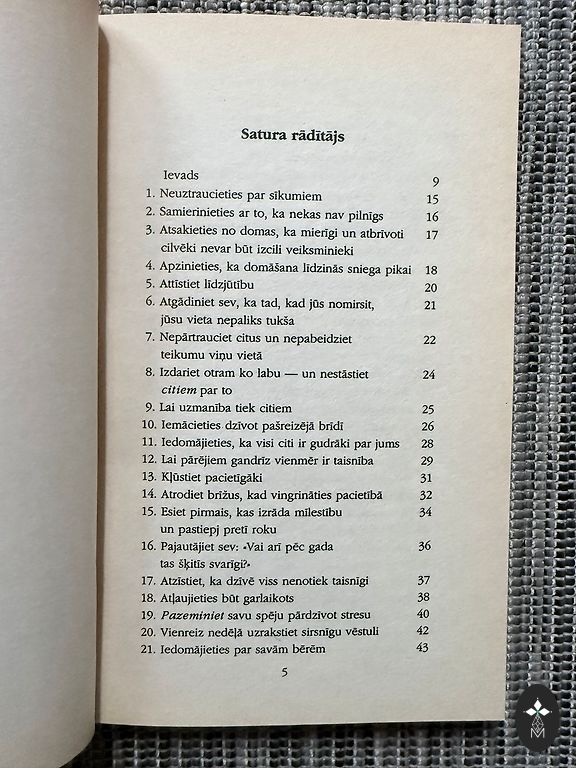 Satura rādītājs
Ievads 9
1. Neuztraucieties par sīkumiem 15
2. Samierinieties ar to, ka nekas nav pilnīgs 16
3. Atsakieties no domas, ka mierīgi un atbrīvoti 17
cilvēki nevar būt izcili veiksminieki
4. Apzinieties, ka domāšana līdzinās sniega pikai 18
5. Attīstiet līdzjūtību 20
6. Atgādiniet sev, ka tad, kad jūs nomirsit, 21
jūsu vieta nepaliks tukša
7. Nepārtrauciet citus un nepabeidziet 22
teikumu viņu vietā
8. Izdariet otram ko labu — un nestāstiet 24
citiem par to
9. Lai uzmanība tiek citiem 25
10. Iemācieties dzīvot pašreizējā brīdī 26
11. Iedomājieties, ka visi citi ir gudrāki par jums 28
12. Lai pārējiem gandrīz vienmēr ir taisnība 29
13. Kļūstiet pacietīgāki 31
14. Atrodiet brīžus, kad vingrināties pacietībā 32
15. Esiet pirmais, kas izrāda mīlestību 34
un pastiepj pretī roku
16. Pajautājiet sev: «Vai arī pēc gada 36
tas šķitīs svarīgi?»
17. Atzīstiet, ka dzīvē viss nenotiek taisnīgi 37
18. Atļaujieties būt garlaikots 38
19. Pazeminiet savu spēju pārdzīvot stresu 40
20. Vienreiz nedēļā uzrakstiet sirsnīgu vēstuli 42
21. Iedomājieties par savām bērēm 43
5
M